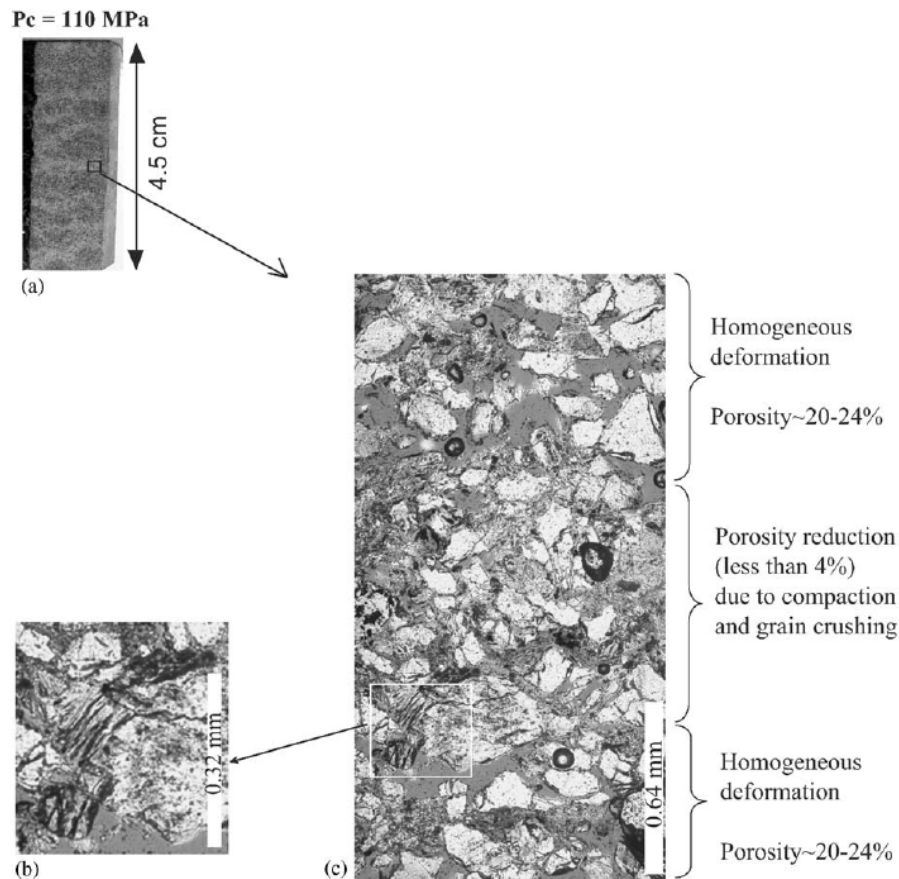 Pc = 110 MPa
4.5 cm
(a)
Homogeneous
deformation
Porosity~20-24%
Porosity reduction
(less than 4%)
due to compaction
and grain crushing
0.32 mm
0.64 mm
Homogeneous
deformation
Porosity~20-24%
(b)
(c)